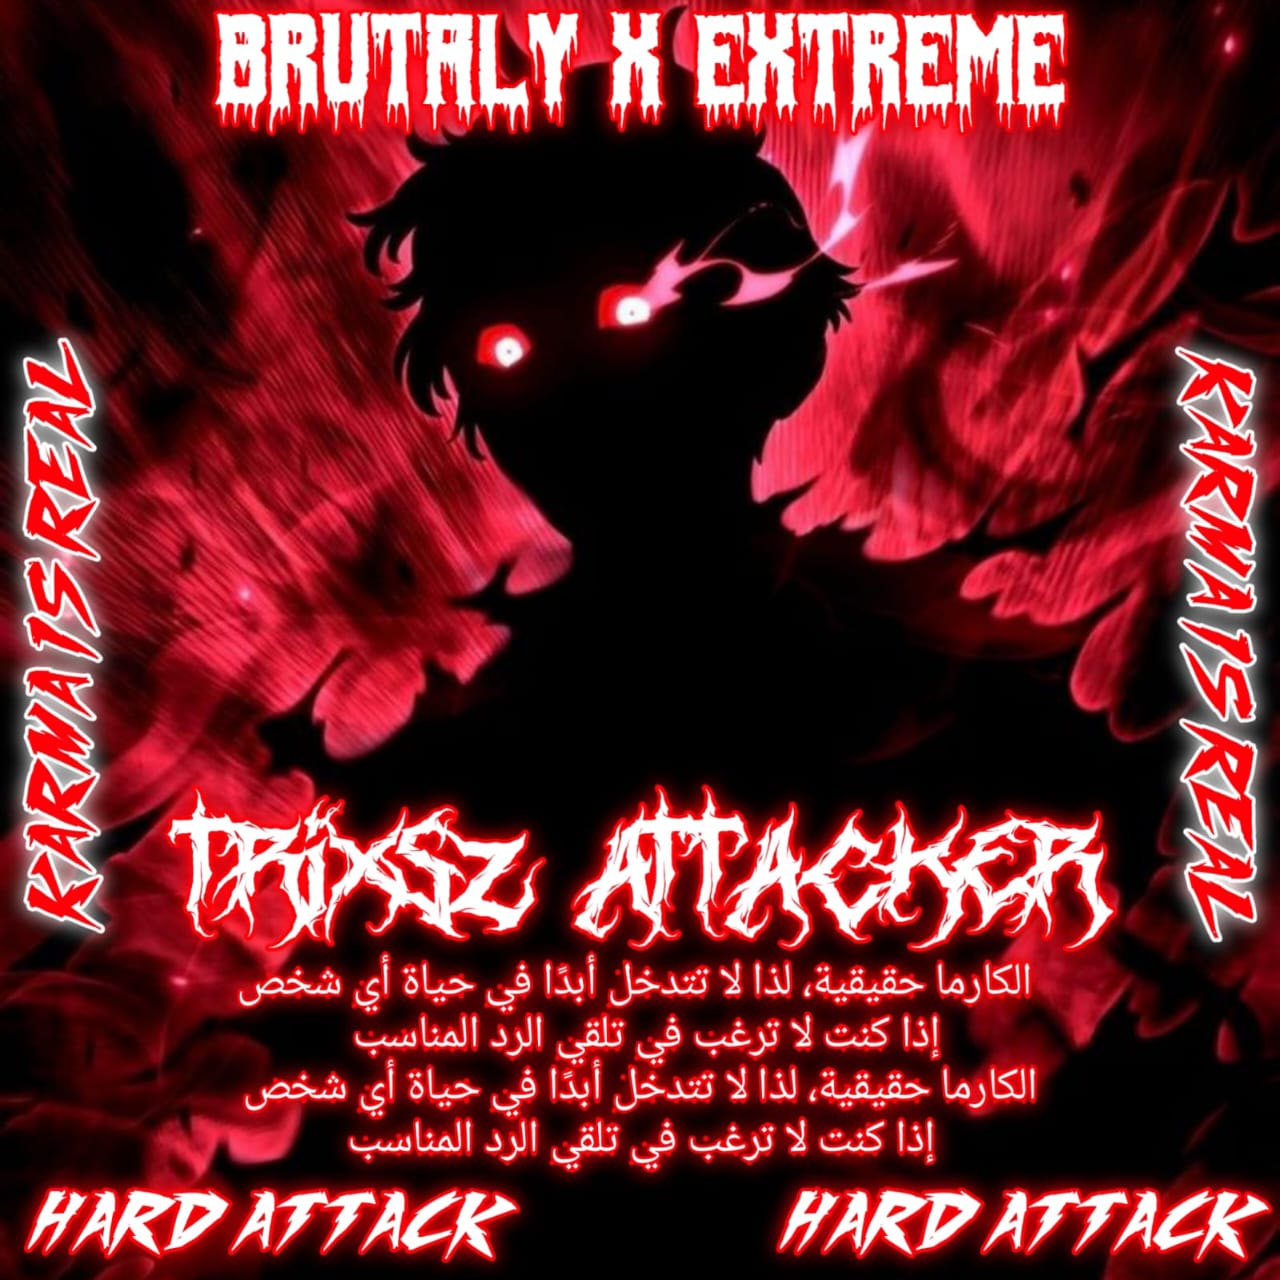 BRUTALY X EXTREME
KARMA IS REAL
KARMA IS REAL
TRIXSZ ATTACKER
الكارما حقيقية، لذا لا تتدخل أبدًا في حياة أي شخص
إذا كنت لا ترغب في تلقي الرد المناسب
الكارما حقيقية، لذا لا تتدخل أبدًا في حياة أي شخص
إذا كنت لا ترغب في تلقي الرد المناسب
HARD ATTACK
HARD ATTACK